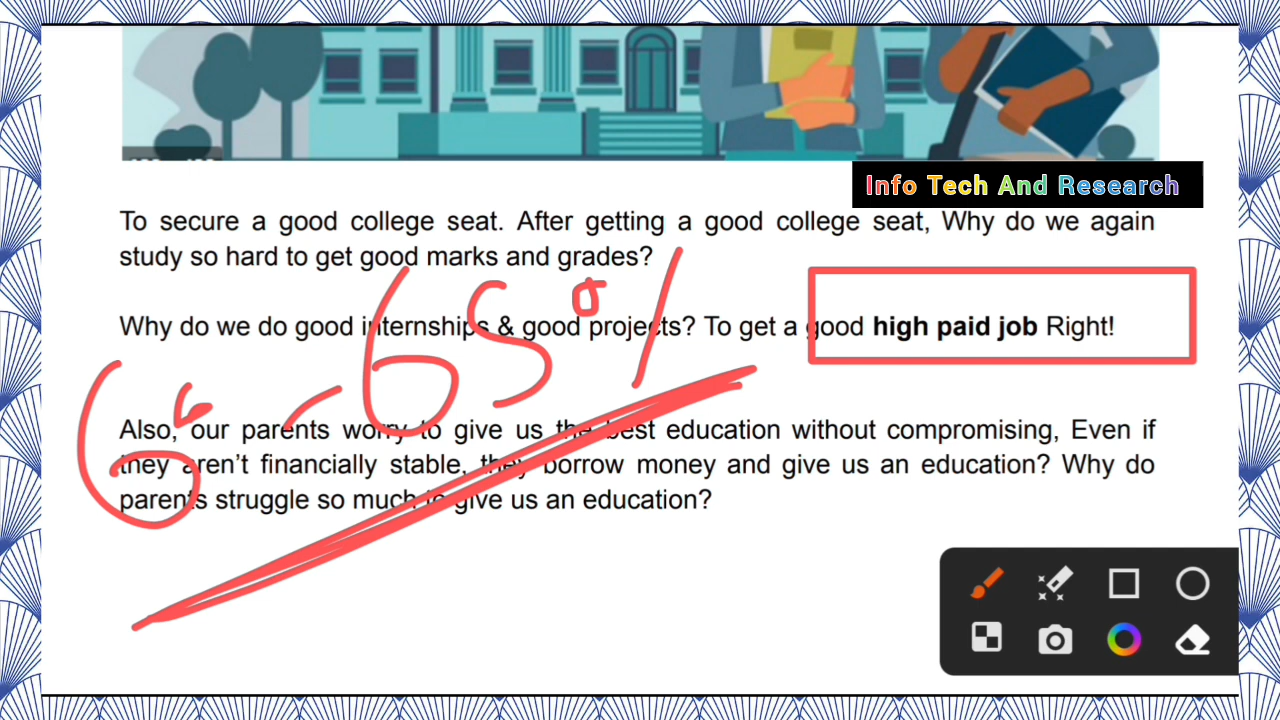 Info Tech And Research
To secure a good college seat. After getting a good college seat, Why do we again
study so hard to get good marks and grades?
Why do we do good internships & good projects? To get a good high paid job Right!
60 - 65%
Also, our parents worry to give us the best education without compromising, Even if
they aren’t financially stable, they borrow money and give us an education? Why do
parents struggle so much to give us an education?